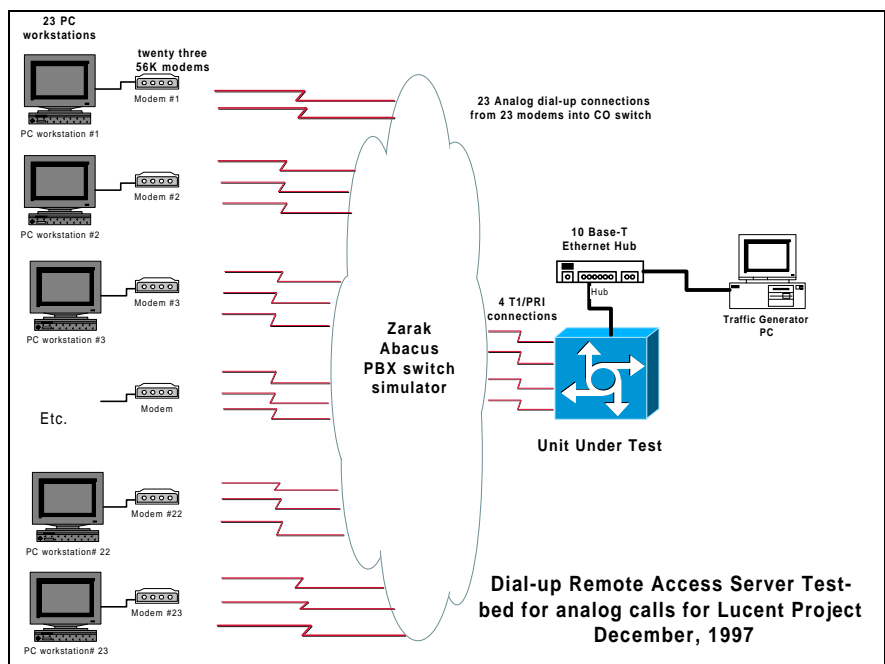 23 PC
workstations
twenty three
56K modems
Modem #1
PC workstation #1
23 Analog dial-up connections
from 23 modems into CO switch
Modem #2
PC workstation #2
10 Base-T
Ethernet Hub
Hub
Modem #3
PC workstation #3
4 T1/PRI
connections
Traffic Generator
PC
Zarak
Abacus
PBX switch
simulator
Modem
Etc.
Unit Under Test
Modem #22
PC workstation# 22
Modem #23
PC workstation# 23
Dial-up Remote Access Server Test-
bed for analog calls for Lucent Project
December, 1997